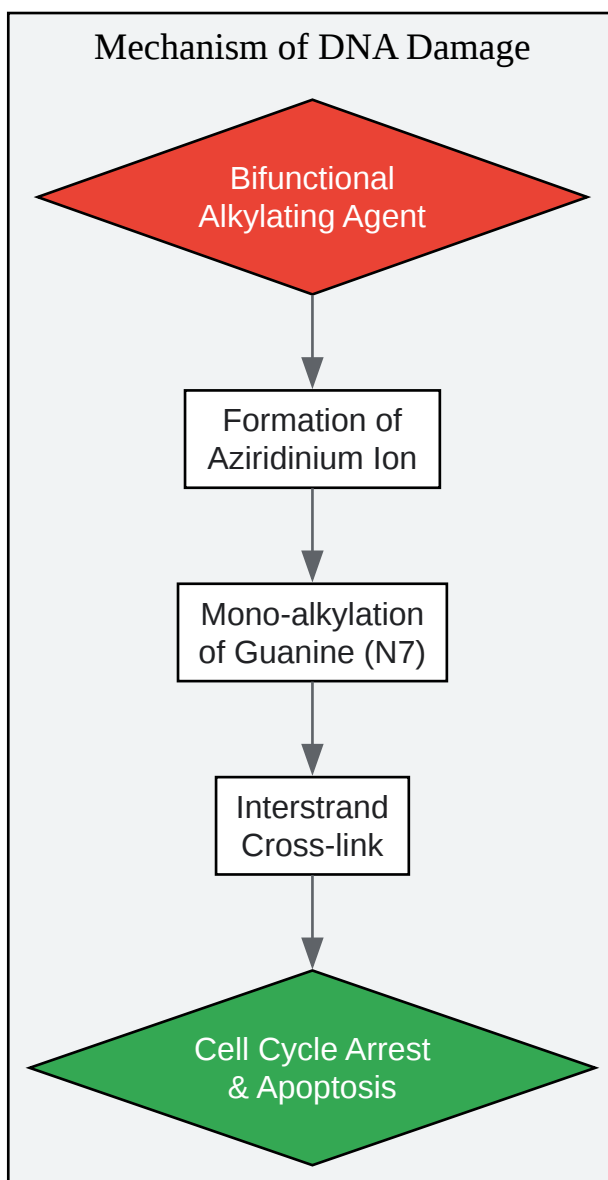 Mechanism of DNA Damage
Bifunctional
Alkylating Agent
Formation of
Aziridinium Ion
Mono-alkylation
of Guanine (N7)
Interstrand
Cross-link
Cell Cycle Arrest
& Apoptosis